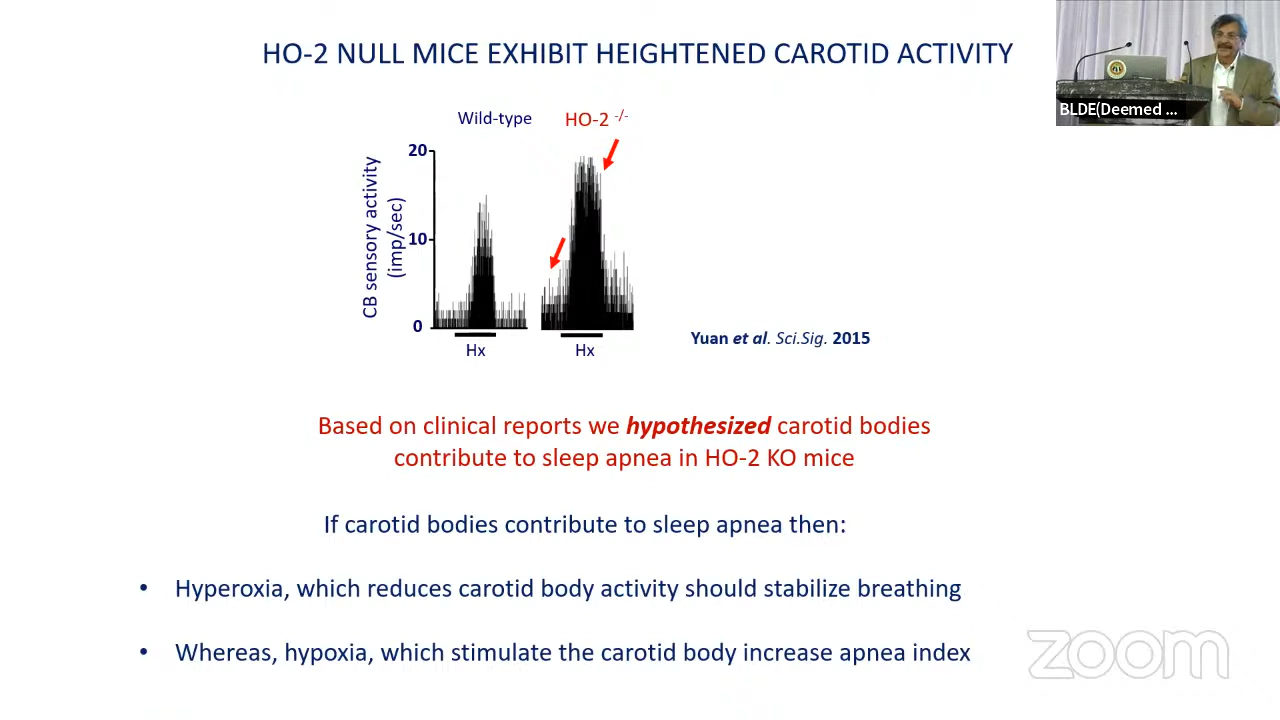 HO-2 NULL MICE EXHIBIT HEIGHTENED CAROTID ACTIVITY
BLDE(Deemed ...
Wild-type
HO-2 -/-
CB sensory activity
(imp/sec)
20
10
0
Hx
Hx
Yuan et al. Sci.Sig. 2015
Based on clinical reports we hypothesized carotid bodies
contribute to sleep apnea in HO-2 KO mice
If carotid bodies contribute to sleep apnea then:
• Hyperoxia, which reduces carotid body activity should stabilize breathing
• Whereas, hypoxia, which stimulate the carotid body increase apnea index
zoom